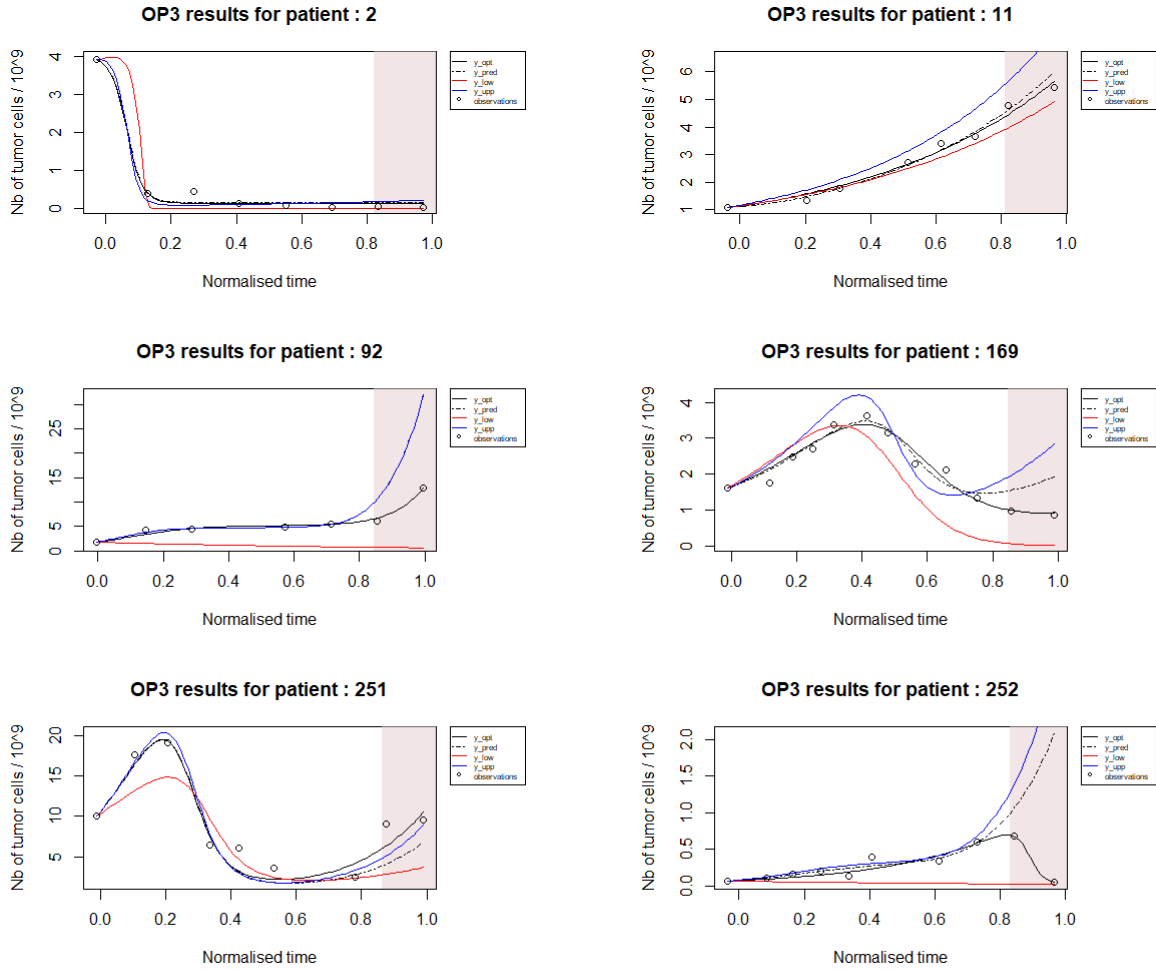 OP3 results for patient : 2
Nb of tumor cells / 10^9
4
3
2
1
0
0.0 0.2 0.4 0.6 0.8 1.0
Normalised time
y_opt
y_pred
y_low
y_upp
observations
OP3 results for patient : 11
Nb of tumor cells / 10^9
6
5
4
3
2
1
0.0 0.2 0.4 0.6 0.8 1.0
Normalised time
y_opt
y_pred
y_low
y_upp
observations
OP3 results for patient : 92
Nb of tumor cells / 10^9
25
15
5
0
0.0 0.2 0.4 0.6 0.8 1.0
Normalised time
y_opt
y_pred
y_low
y_upp
observations
OP3 results for patient : 169
Nb of tumor cells / 10^9
4
3
2
1
0
0.0 0.2 0.4 0.6 0.8 1.0
Normalised time
y_opt
y_pred
y_low
y_upp
observations
OP3 results for patient : 251
Nb of tumor cells / 10^9
20
15
10
5
0.0 0.2 0.4 0.6 0.8 1.0
Normalised time
y_opt
y_pred
y_low
y_upp
observations
OP3 results for patient : 252
Nb of tumor cells / 10^9
2.0
1.5
1.0
0.5
0.0
0.0 0.2 0.4 0.6 0.8 1.0
Normalised time
y_opt
y_pred
y_low
y_upp
observations